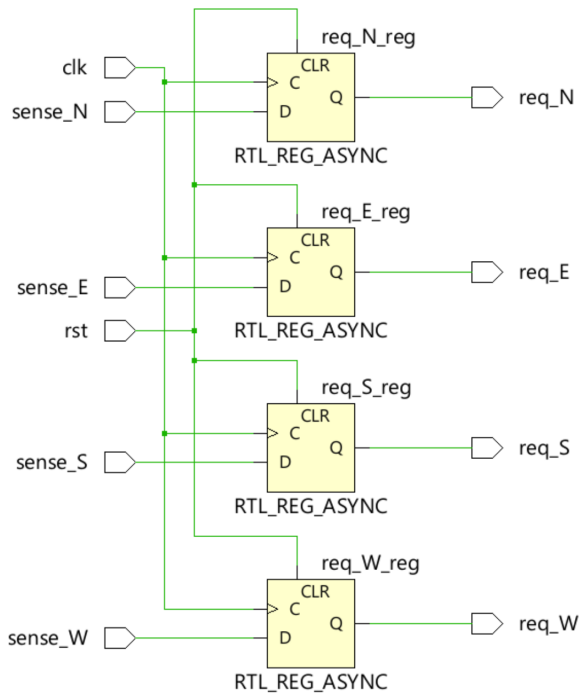 req_N_reg
clk
CLR
C
Q
req_N
sense_N
D
RTL_REG_ASYNC
req_E_reg
CLR
C
Q
req_E
sense_E
D
rst
RTL_REG_ASYNC
req_S_reg
CLR
C
Q
req_S
sense_S
D
RTL_REG_ASYNC
req_W_reg
CLR
C
Q
req_W
sense_W
D
RTL_REG_ASYNC